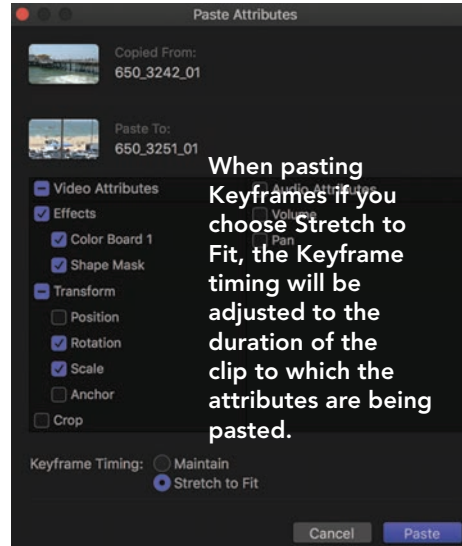 Paste Attributes
Copied From:
650_3242_01
Paste To:
650_3251_01
Video Attributes
Effects
Color Board 1
Shape Mask
Transform
Position
Rotation
Scale
Anchor
Crop
Audio Attributes
Volume
Pan
When pasting
Keyframes if you
choose Stretch to
Fit, the Keyframe
timing will be
adjusted to the
duration of the
clip to which the
attributes are being
pasted.
Keyframe Timing: Maintain
Stretch to Fit
Cancel Paste